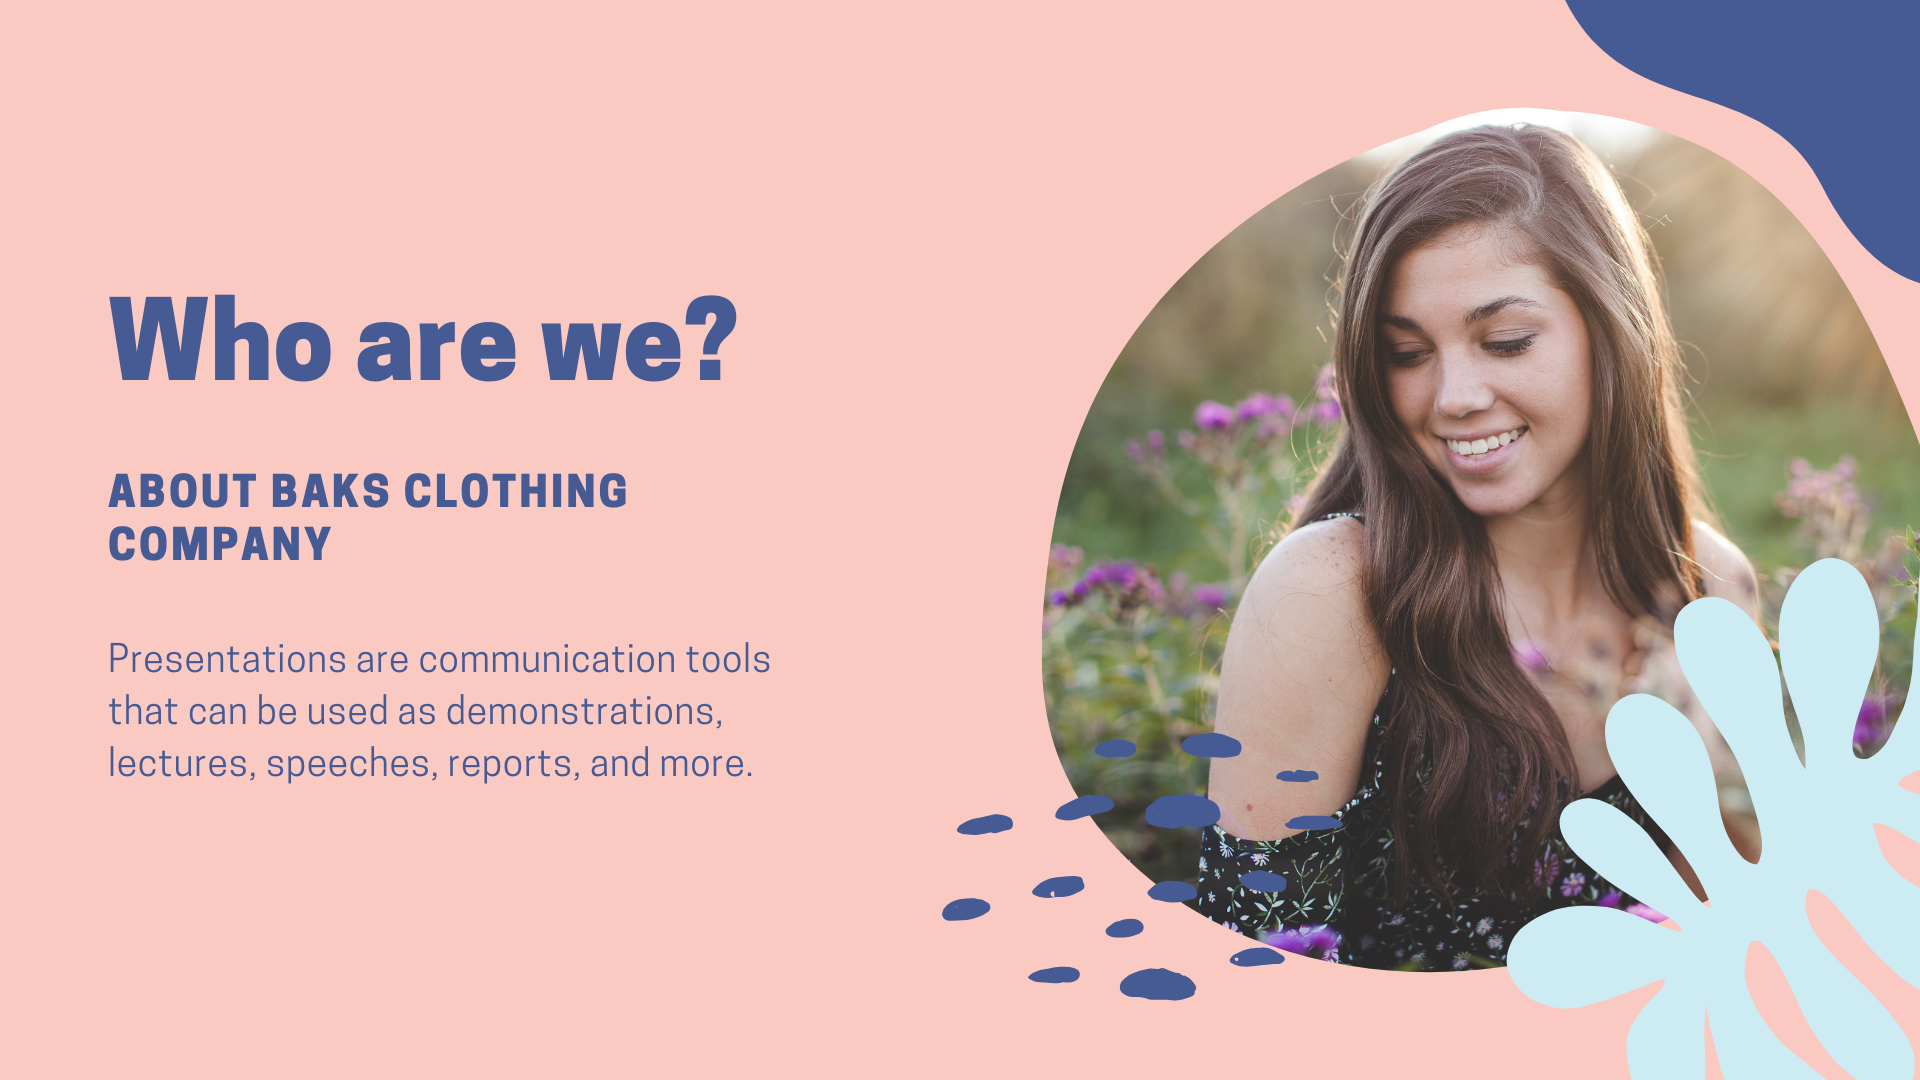 Who are we?
ABOUT BAKS CLOTHING
COMPANY
Presentations are communication tools
that can be used as demonstrations,
lectures, speeches, reports, and more.